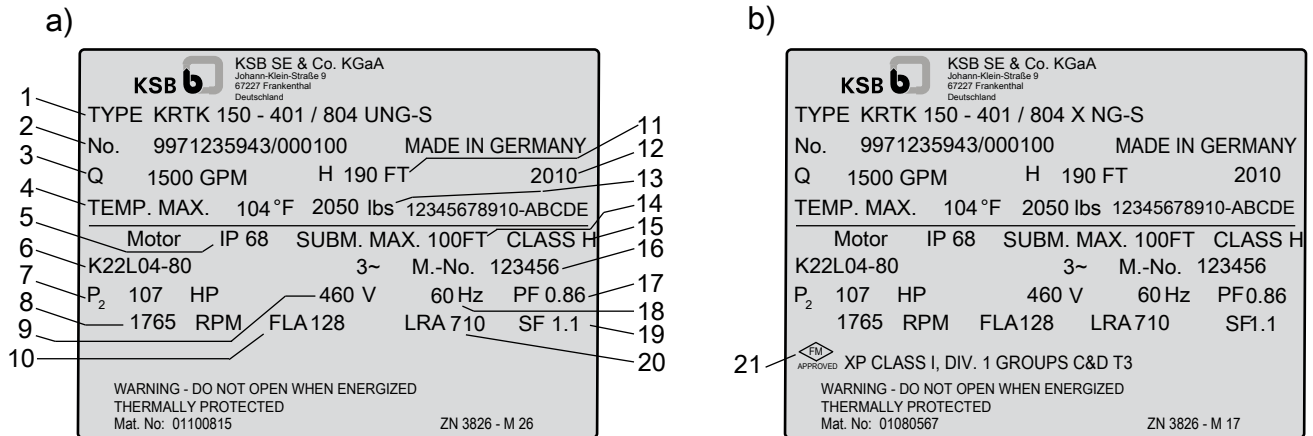 a)
KSB b KSB SE & Co. KGaA
Johann-Klein-Straße 9
67227 Frankenthal
Deutschland
1 TYPE KRTK 150 - 401 / 804 UNG-S
2 No. 9971235943/000100 MADE IN GERMANY 11
3 Q 1500 GPM H 190 FT 2010 12
4 TEMP. MAX. 104 °F 2050 lbs 12345678910-ABCDE 13
14
5 Motor IP 68 SUBM. MAX. 100FT CLASS H 15
6 K22L04-80 3~ M.-No. 123456 16
7 P2 107 HP 460 V 60 Hz PF 0.86 17
8 1765 RPM FLA 128 LRA 710 SF 1.1 18
9 19
10 20
WARNING - DO NOT OPEN WHEN ENERGIZED
THERMALLY PROTECTED
Mat. No: 01100815 ZN 3826 - M 26
b)
KSB b KSB SE & Co. KGaA
Johann-Klein-Straße 9
67227 Frankenthal
Deutschland
TYPE KRTK 150 - 401 / 804 X NG-S
No. 9971235943/000100 MADE IN GERMANY
Q 1500 GPM H 190 FT 2010
TEMP. MAX. 104 °F 2050 lbs 12345678910-ABCDE
Motor IP 68 SUBM. MAX. 100FT CLASS H
K22L04-80 3~ M.-No. 123456
P2 107 HP 460 V 60 Hz PF 0.86
1765 RPM FLA 128 LRA 710 SF1.1
21 FM APPROVED XP CLASS I, DIV. 1 GROUPS C&D T3
WARNING - DO NOT OPEN WHEN ENERGIZED
THERMALLY PROTECTED
Mat. No: 01080567 ZN 3826 - M 17